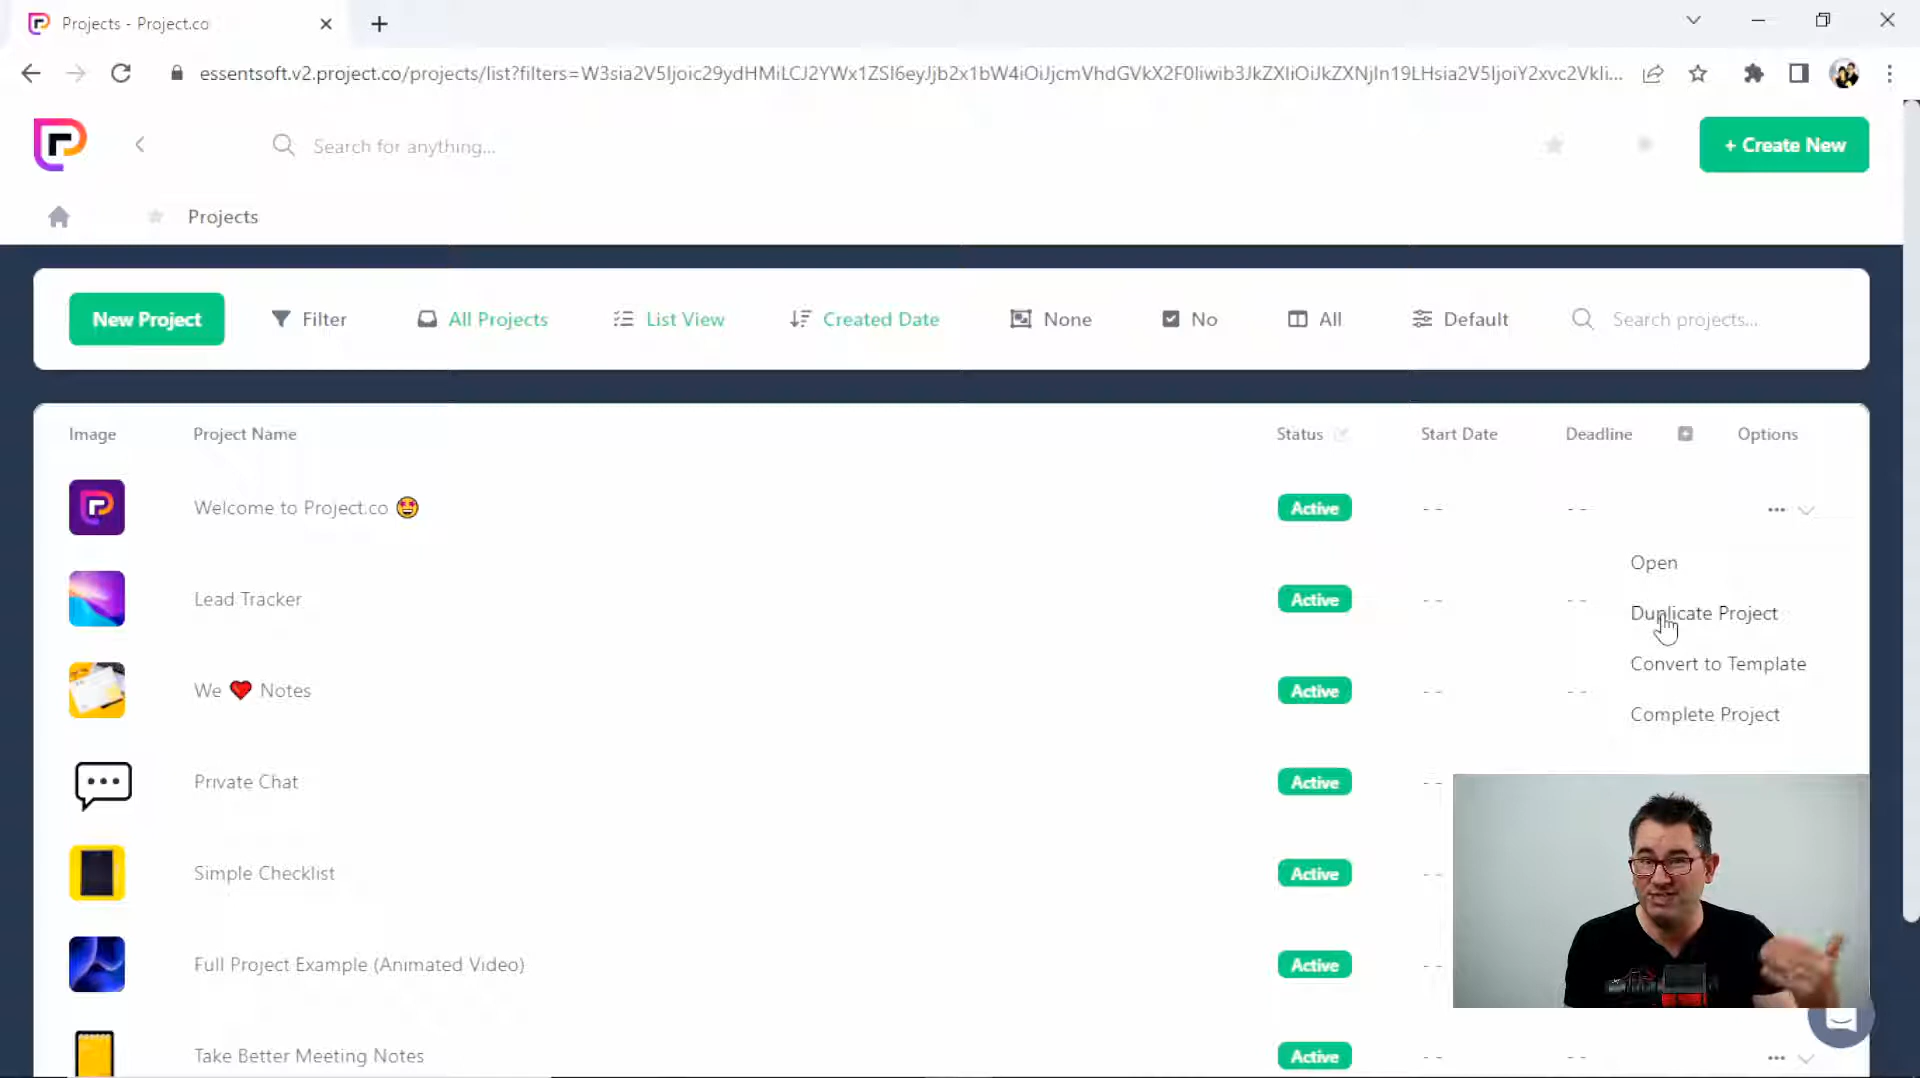 Projects - Project.co
essentsoft.v2.project.co/projects/list?filters=W3sia2V5IjoiC29ydHMiLCJ2YWx1ZSI6eyJjb2x1bW4iOiJjcmVhdGVkX2F0Iiwib3JkZXIiOiJkZXNjIn19LHsia2V5IjoiY2xvc2VkIi...
Search for anything...
+ Create New
Projects
New Project
Filter
All Projects
List View
Created Date
None
No
All
Default
Search projects...
Image Project Name Status Start Date Deadline Options
Welcome to Project.co Active -- --
Open
Lead Tracker Active -- --
Duplicate Project
Convert to Template
We Notes Active -- --
Complete Project
Private Chat Active --
Simple Checklist Active --
Full Project Example (Animated Video) Active --
Take Better Meeting Notes Active -- --